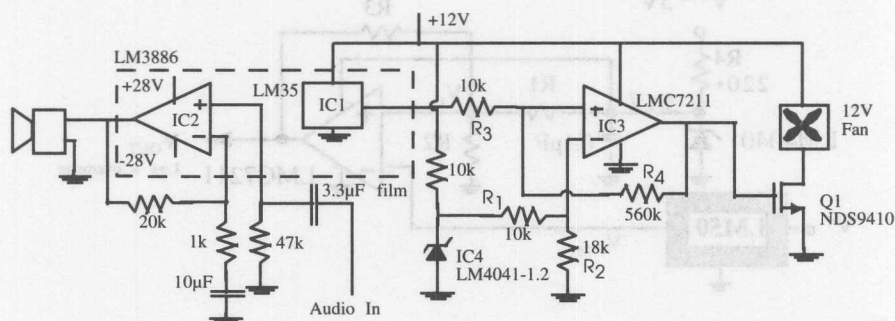 +12V
LM3886
+28V
-28V
IC2
LM35
IC1
10k
R3
LMC7211
IC3
12V
Fan
10k
R4
560k
Q1
NDS9410
20k
3.3µF film
R1
10k
1k
47k
18k
R2
IC4
LM4041-1.2
10µF
Audio In